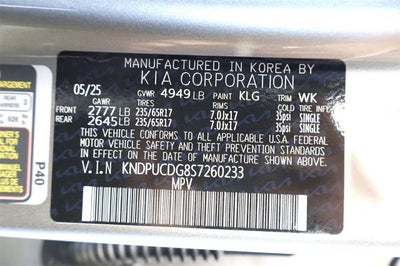 MANUFACTURED IN KOREA BY
KIA CORPORATION
05/25 GVWR 4949 LB PAINT KLG TRIM WK
GAWR TIRES RIMS
FRONT 2777 LB 235/65R17 7.0Jx17 35psi SINGLE
REAR 2645 LB 235/65R17 7.0Jx17 35psi SINGLE
THIS VEHICLE CONFORMS TO ALL APPLICABLE U.S.A FEDERAL
MOTOR VEHICLE SAFETY, BUMPER, AND THEFT PREVENTION
STANDARDS IN EFFECT ON THE DATE OF MANUFACTURE SHOWN ABOVE.
V.I.N KNDPUCDG8S7260233
MPV
P40
REAR
3